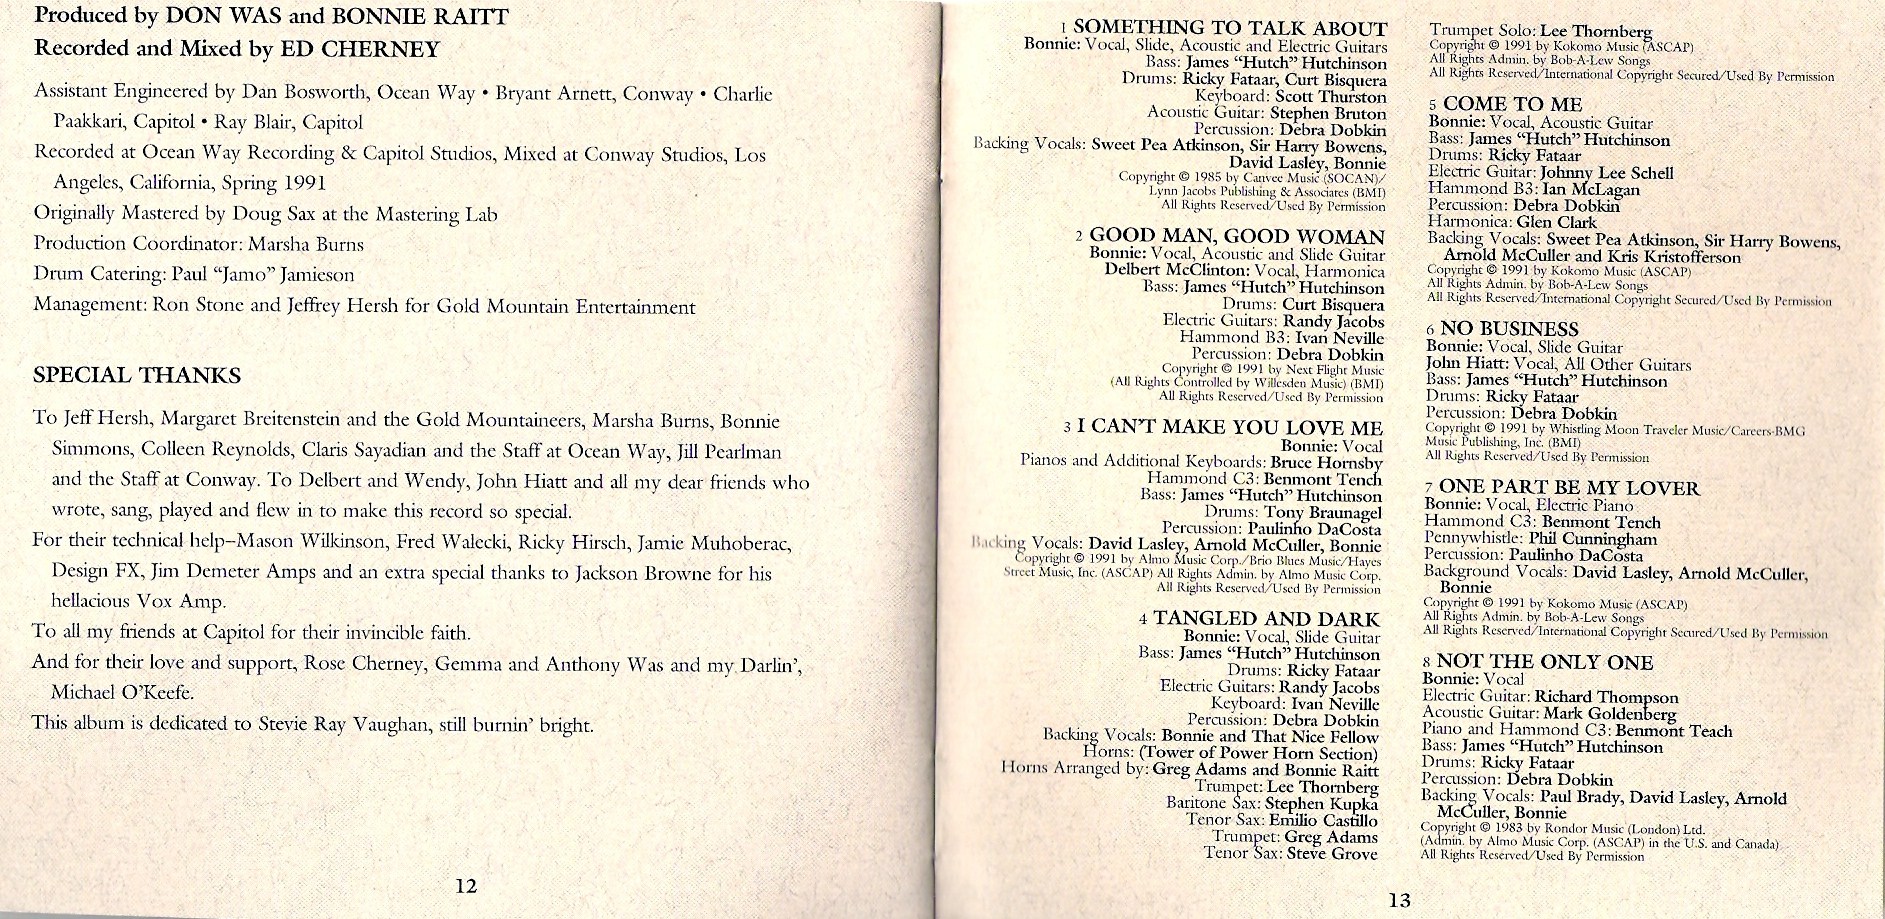 Produced by DON WAS and BONNIE RAITT
Recorded and Mixed by ED CHERNEY
Assistant Engineered by Dan Bosworth, Ocean Way • Bryant Arnett, Conway • Charlie
Paakkari, Capitol • Ray Blair, Capitol
Recorded at Ocean Way Recording & Capitol Studios, Mixed at Conway Studios, Los
Angeles, California, Spring 1991
Originally Mastered by Doug Sax at the Mastering Lab
Production Coordinator: Marsha Burns
Drum Catering: Paul “Jamo” Jamieson
Management: Ron Stone and Jeffrey Hersh for Gold Mountain Entertainment
SPECIAL THANKS
To Jeff Hersh, Margaret Breitenstein and the Gold Mountaineers, Marsha Burns, Bonnie
Simmons, Colleen Reynolds, Claris Sayadian and the Staff at Ocean Way, Jill Pearlman
and the Staff at Conway. To Delbert and Wendy, John Hiatt and all my dear friends who
wrote, sang, played and flew in to make this record so special.
For their technical help–Mason Wilkinson, Fred Walecki, Ricky Hirsch, Jamie Muhoberac,
Design FX, Jim Demeter Amps and an extra special thanks to Jackson Browne for his
hellacious Vox Amp.
To all my friends at Capitol for their invincible faith.
And for their love and support, Rose Cherney, Gemma and Anthony Was and my Darlin’,
Michael O’Keefe.
This album is dedicated to Stevie Ray Vaughan, still burnin’ bright.
12
1 SOMETHING TO TALK ABOUT
Bonnie: Vocal, Slide, Acoustic and Electric Guitars
Bass: James “Hutch” Hutchinson
Drums: Ricky Fataar, Curt Bisquera
Keyboard: Scott Thurston
Acoustic Guitar: Stephen Bruton
Percussion: Debra Dobkin
Backing Vocals: Sweet Pea Atkinson, Sir Harry Bowens,
David Lasley, Bonnie
Copyright © 1985 by Canvee Music (SOCAN)/
Lynn Jacobs Publishing & Associates (BMI)
All Rights Reserved/Used By Permission
2 GOOD MAN, GOOD WOMAN
Bonnie: Vocal, Acoustic and Slide Guitar
Delbert McClinton: Vocal, Harmonica
Bass: James “Hutch” Hutchinson
Drums: Curt Bisquera
Electric Guitars: Randy Jacobs
Hammond B3: Ivan Neville
Percussion: Debra Dobkin
Copyright © 1991 by Next Flight Music
(All Rights Controlled by Willesden Music) (BMI)
All Rights Reserved/Used By Permission
3 I CAN'T MAKE YOU LOVE ME
Bonnie: Vocal
Pianos and Additional Keyboards: Bruce Hornsby
Hammond C3: Benmont Tench
Bass: James “Hutch” Hutchinson
Drums: Tony Braunagel
Percussion: Paulinho DaCosta
Backing Vocals: David Lasley, Arnold McCuller, Bonnie
Copyright © 1991 by Almo Music Corp./Brio Blues Music/Hayes
Street Music, Inc. (ASCAP) All Rights Admin. by Almo Music Corp.
All Rights Reserved/Used By Permission
4 TANGLED AND DARK
Bonnie: Vocal, Slide Guitar
Bass: James “Hutch” Hutchinson
Drums: Ricky Fataar
Electric Guitars: Randy Jacobs
Keyboard: Ivan Neville
Percussion: Debra Dobkin
Backing Vocals: Bonnie and That Nice Fellow
Horns: (Tower of Power Horn Section)
Horns Arranged by: Greg Adams and Bonnie Raitt
Trumpet: Lee Thornberg
Baritone Sax: Stephen Kupka
Tenor Sax: Emilio Castillo
Trumpet: Greg Adams
Tenor Sax: Steve Grove
Trumpet Solo: Lee Thornberg
Copyright © 1991 by Kokomo Music (ASCAP)
All Rights Admin. by Bob-A-Lew Songs
All Rights Reserved/International Copyright Secured/Used By Permission
5 COME TO ME
Bonnie: Vocal, Acoustic Guitar
Bass: James “Hutch” Hutchinson
Drums: Ricky Fataar
Electric Guitar: Johnny Lee Schell
Hammond B3: Ian McLagan
Percussion: Debra Dobkin
Harmonica: Glen Clark
Backing Vocals: Sweet Pea Atkinson, Sir Harry Bowens,
Arnold McCuller and Kris Kristofferson
Copyright © 1991 by Kokomo Music (ASCAP)
All Rights Admin. by Bob-A-Lew Songs
All Rights Reserved/International Copyright Secured/Used By Permission
6 NO BUSINESS
Bonnie: Vocal, Slide Guitar
John Hiatt: Vocal, All Other Guitars
Bass: James “Hutch” Hutchinson
Drums: Ricky Fataar
Percussion: Debra Dobkin
Copyright © 1991 by Whistling Moon Traveler Music/Careers-BMG
Music Publishing, Inc. (BMI)
All Rights Reserved/Used By Permission
7 ONE PART BE MY LOVER
Bonnie: Vocal, Electric Piano
Hammond C3: Benmont Tench
Pennywhistle: Phil Cunningham
Percussion: Paulinho DaCosta
Background Vocals: David Lasley, Arnold McCuller,
Bonnie
Copyright © 1991 by Kokomo Music (ASCAP)
All Rights Admin. by Bob-A-Lew Songs
All Rights Reserved/International Copyright Secured/Used By Permission
8 NOT THE ONLY ONE
Bonnie: Vocal
Electric Guitar: Richard Thompson
Acoustic Guitar: Mark Goldenberg
Piano and Hammond C3: Benmont Teach
Bass: James “Hutch” Hutchinson
Drums: Ricky Fataar
Percussion: Debra Dobkin
Backing Vocals: Paul Brady, David Lasley, Arnold
McCuller, Bonnie
Copyright © 1983 by Rondor Music (London) Ltd.
(Admin. by Almo Music Corp. (ASCAP) in the U.S. and Canada)
All Rights Reserved/Used By Permission
13